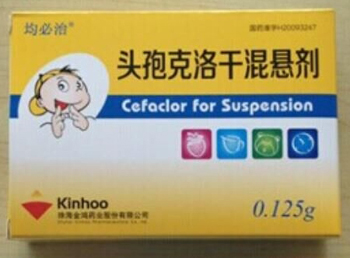 均必治®
国药准字H20093247
头孢克洛干混悬剂
Cefaclor for Suspension
Kinhoo
珠海金鸿药业股份有限公司
0.125g